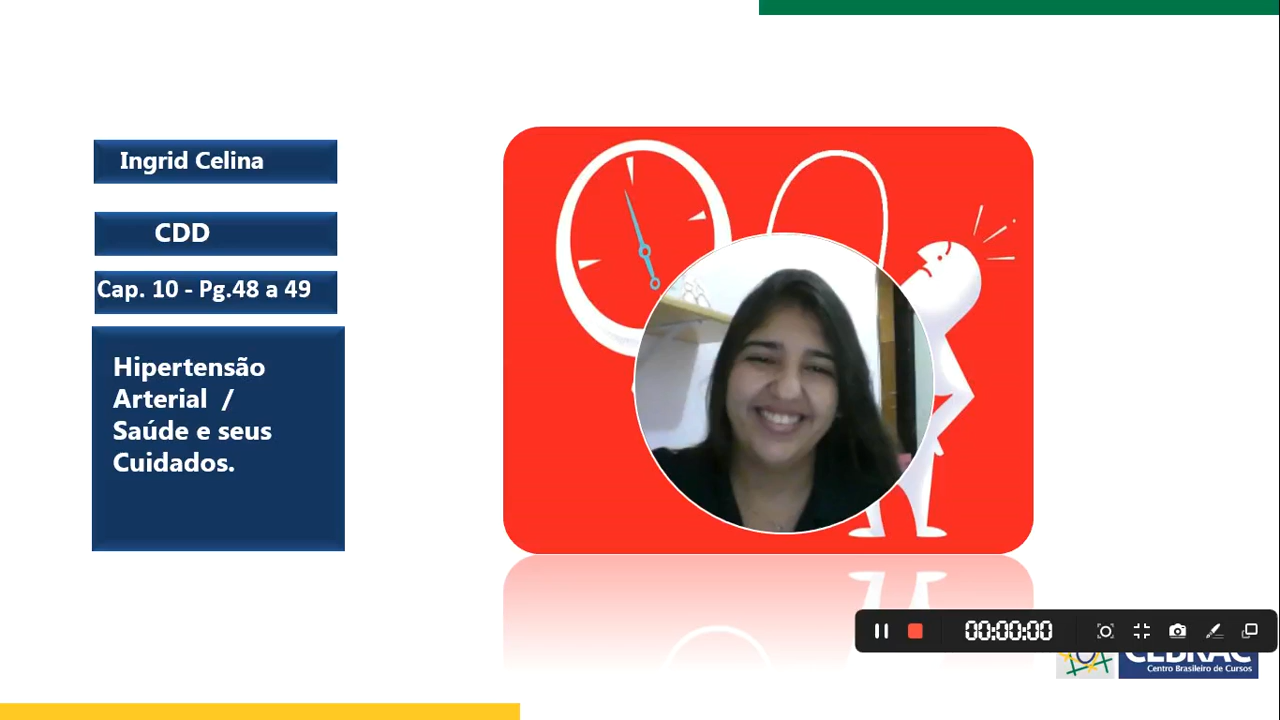 Ingrid Celina
CDD
Cap. 10 - Pg.48 a 49
Hipertensão
Arterial /
Saúde e seus
Cuidados.
00:00:00
CEBRAC
Centro Brasileiro de Cursos